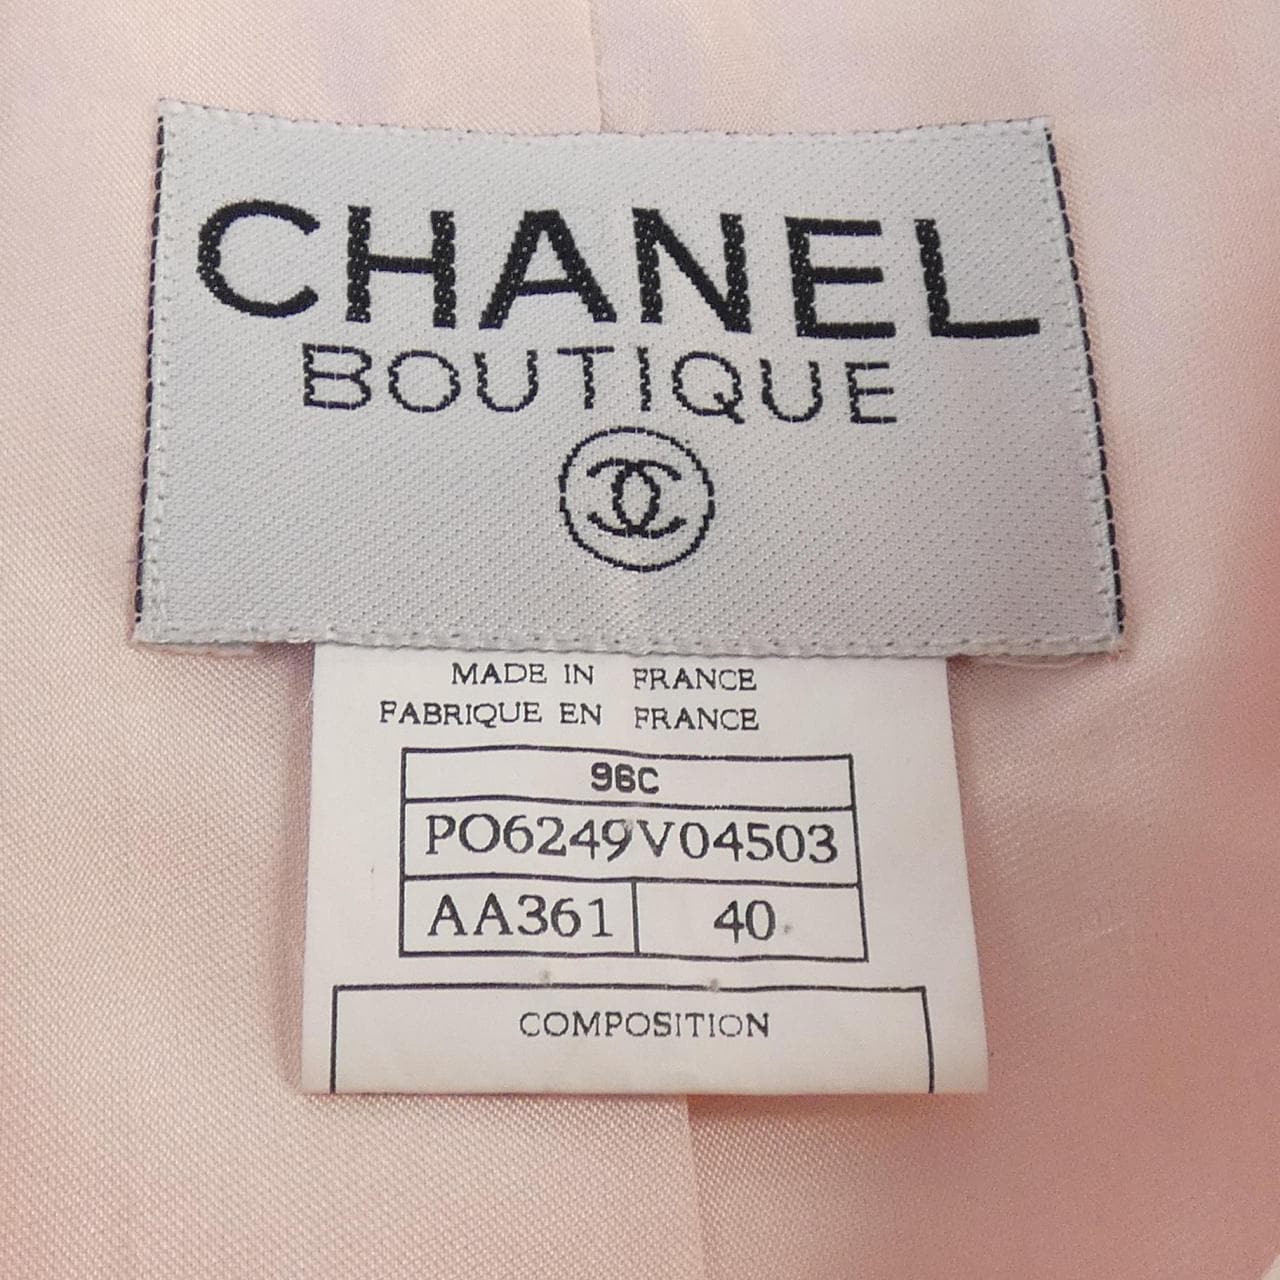 CHANEL
BOUTIQUE
MADE IN FRANCE
FABRIQUE EN FRANCE
96C
PO6249V04503
AA361 40
COMPOSITION